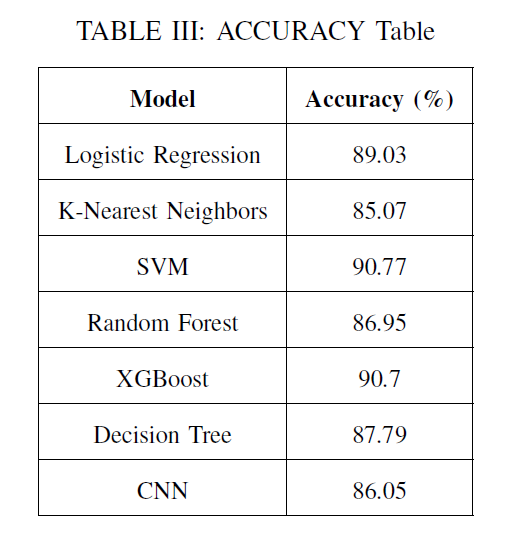 TABLE III: ACCURACY Table
Model Accuracy (%)
Logistic Regression 89.03
K-Nearest Neighbors 85.07
SVM 90.77
Random Forest 86.95
XGBoost 90.7
Decision Tree 87.79
CNN 86.05